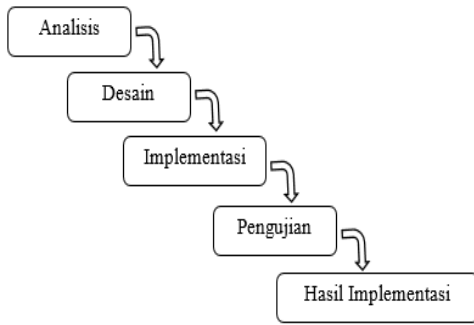 Analisis
Desain
Implementasi
Pengujian
Hasil Implementasi